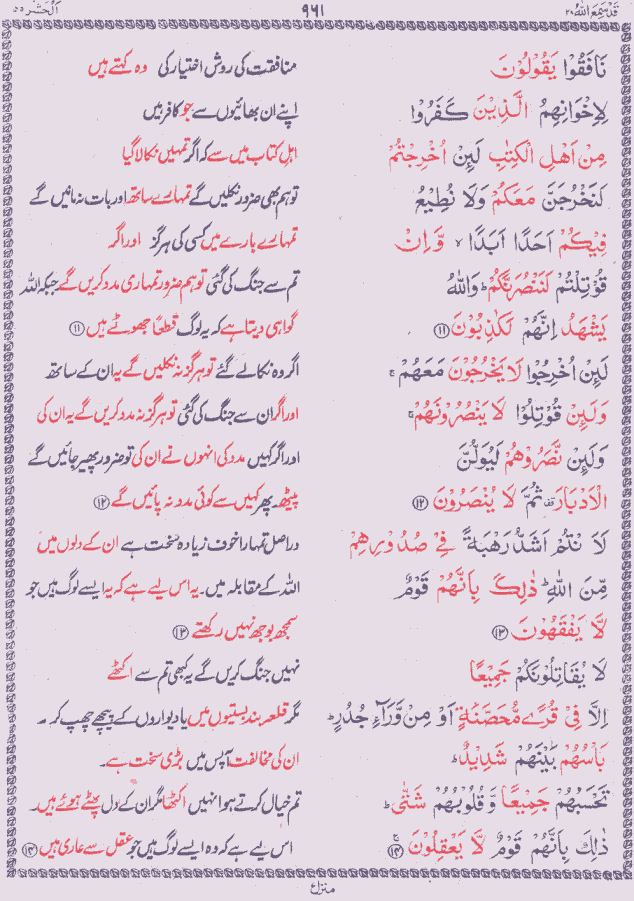 قَدْ سَمِعَ اللّٰهُ ٢٨ ٩٦١ اَلْحَشْر ٥٥
نَافَقُوْا يَقُوْلُوْنَ منافقت کی روش اختیار کی وہ کہتے ہیں
لِاِخْوَانِهِمُ الَّذِيْنَ كَفَرُوْا اپنے ان بھائیوں سے جو کافر ہیں
مِنْ اَهْلِ الْكِتٰبِ لَئِنْ اُخْرِجْتُمْ اہل کتاب میں سے کہ اگر تمہیں نکالا گیا
لَنَخْرُجَنَّ مَعَكُمْ وَلَا نُطِيْعُ تو ہم بھی ضرور نکلیں گے تمہارے ساتھ اور بات نہ مانیں گے
فِيْكُمْ اَحَدًا اَبَدًا ۙ وَّاِنْ تمہارے بارے میں کسی کی ہرگز اور اگر
قُوْتِلْتُمْ لَنَنْصُرَنَّكُمْ ؕ وَاللّٰهُ تم سے جنگ کی گئی تو ہم ضرور تمہاری مدد کریں گے جبکہ اللہ
يَشْهَدُ اِنَّهُمْ لَكٰذِبُوْنَ ⑪ گواہی دیتا ہے کہ یہ لوگ قطعاً جھوٹے ہیں ⑪
لَئِنْ اُخْرِجُوْا لَا يَخْرُجُوْنَ مَعَهُمْ ۚ اگر وہ نکالے گئے تو ہرگز نہ نکلیں گے یہ ان کے ساتھ
وَلَئِنْ قُوْتِلُوْا لَا يَنْصُرُوْنَهُمْ ۚ اور اگر ان سے جنگ کی گئی تو ہرگز نہ مدد کریں گے یہ ان کی
وَلَئِنْ نَّصَرُوْهُمْ لَيُوَلُّنَّ اور اگر کہیں مدد کی انہوں نے ان کی تو ضرور پھیر جائیں گے
الْاَدْبَارَ ۫ ثُمَّ لَا يُنْصَرُوْنَ ⑫ پیٹھ۔ پھر کہیں سے کوئی مدد نہ پائیں گے ⑫
لَاَنْتُمْ اَشَدُّ رَهْبَةً فِيْ صُدُوْرِهِمْ دراصل تمہارا خوف زیادہ سخت ہے ان کے دلوں میں
مِّنَ اللّٰهِ ؕ ذٰلِكَ بِاَنَّهُمْ قَوْمٌ اللہ کے مقابلہ میں۔ یہ اس لیے ہے کہ یہ ایسے لوگ ہیں جو
لَّا يَفْقَهُوْنَ ⑬ سمجھ بوجھ نہیں رکھتے ⑬
لَا يُقَاتِلُوْنَكُمْ جَمِيْعًا نہیں جنگ کریں گے یہ کبھی تم سے اکٹھے
اِلَّا فِيْ قُرًى مُّحَصَّنَةٍ اَوْ مِنْ وَّرَآءِ جُدُرٍ ؕ مگر قلعہ بند بستیوں میں یا دیواروں کے پیچھے چھپ کر۔
بَاْسُهُمْ بَيْنَهُمْ شَدِيْدٌ ؕ ان کی مخالفت آپس میں بڑی سخت ہے۔
تَحْسَبُهُمْ جَمِيْعًا وَّقُلُوْبُهُمْ شَتّٰى ؕ تم خیال کرتے ہو انہیں اکٹھا مگر ان کے دل پھٹے ہوئے ہیں۔
ذٰلِكَ بِاَنَّهُمْ قَوْمٌ لَّا يَعْقِلُوْنَ ⑭ اس لیے ہے کہ وہ ایسے لوگ ہیں جو عقل سے عاری ہیں ⑭